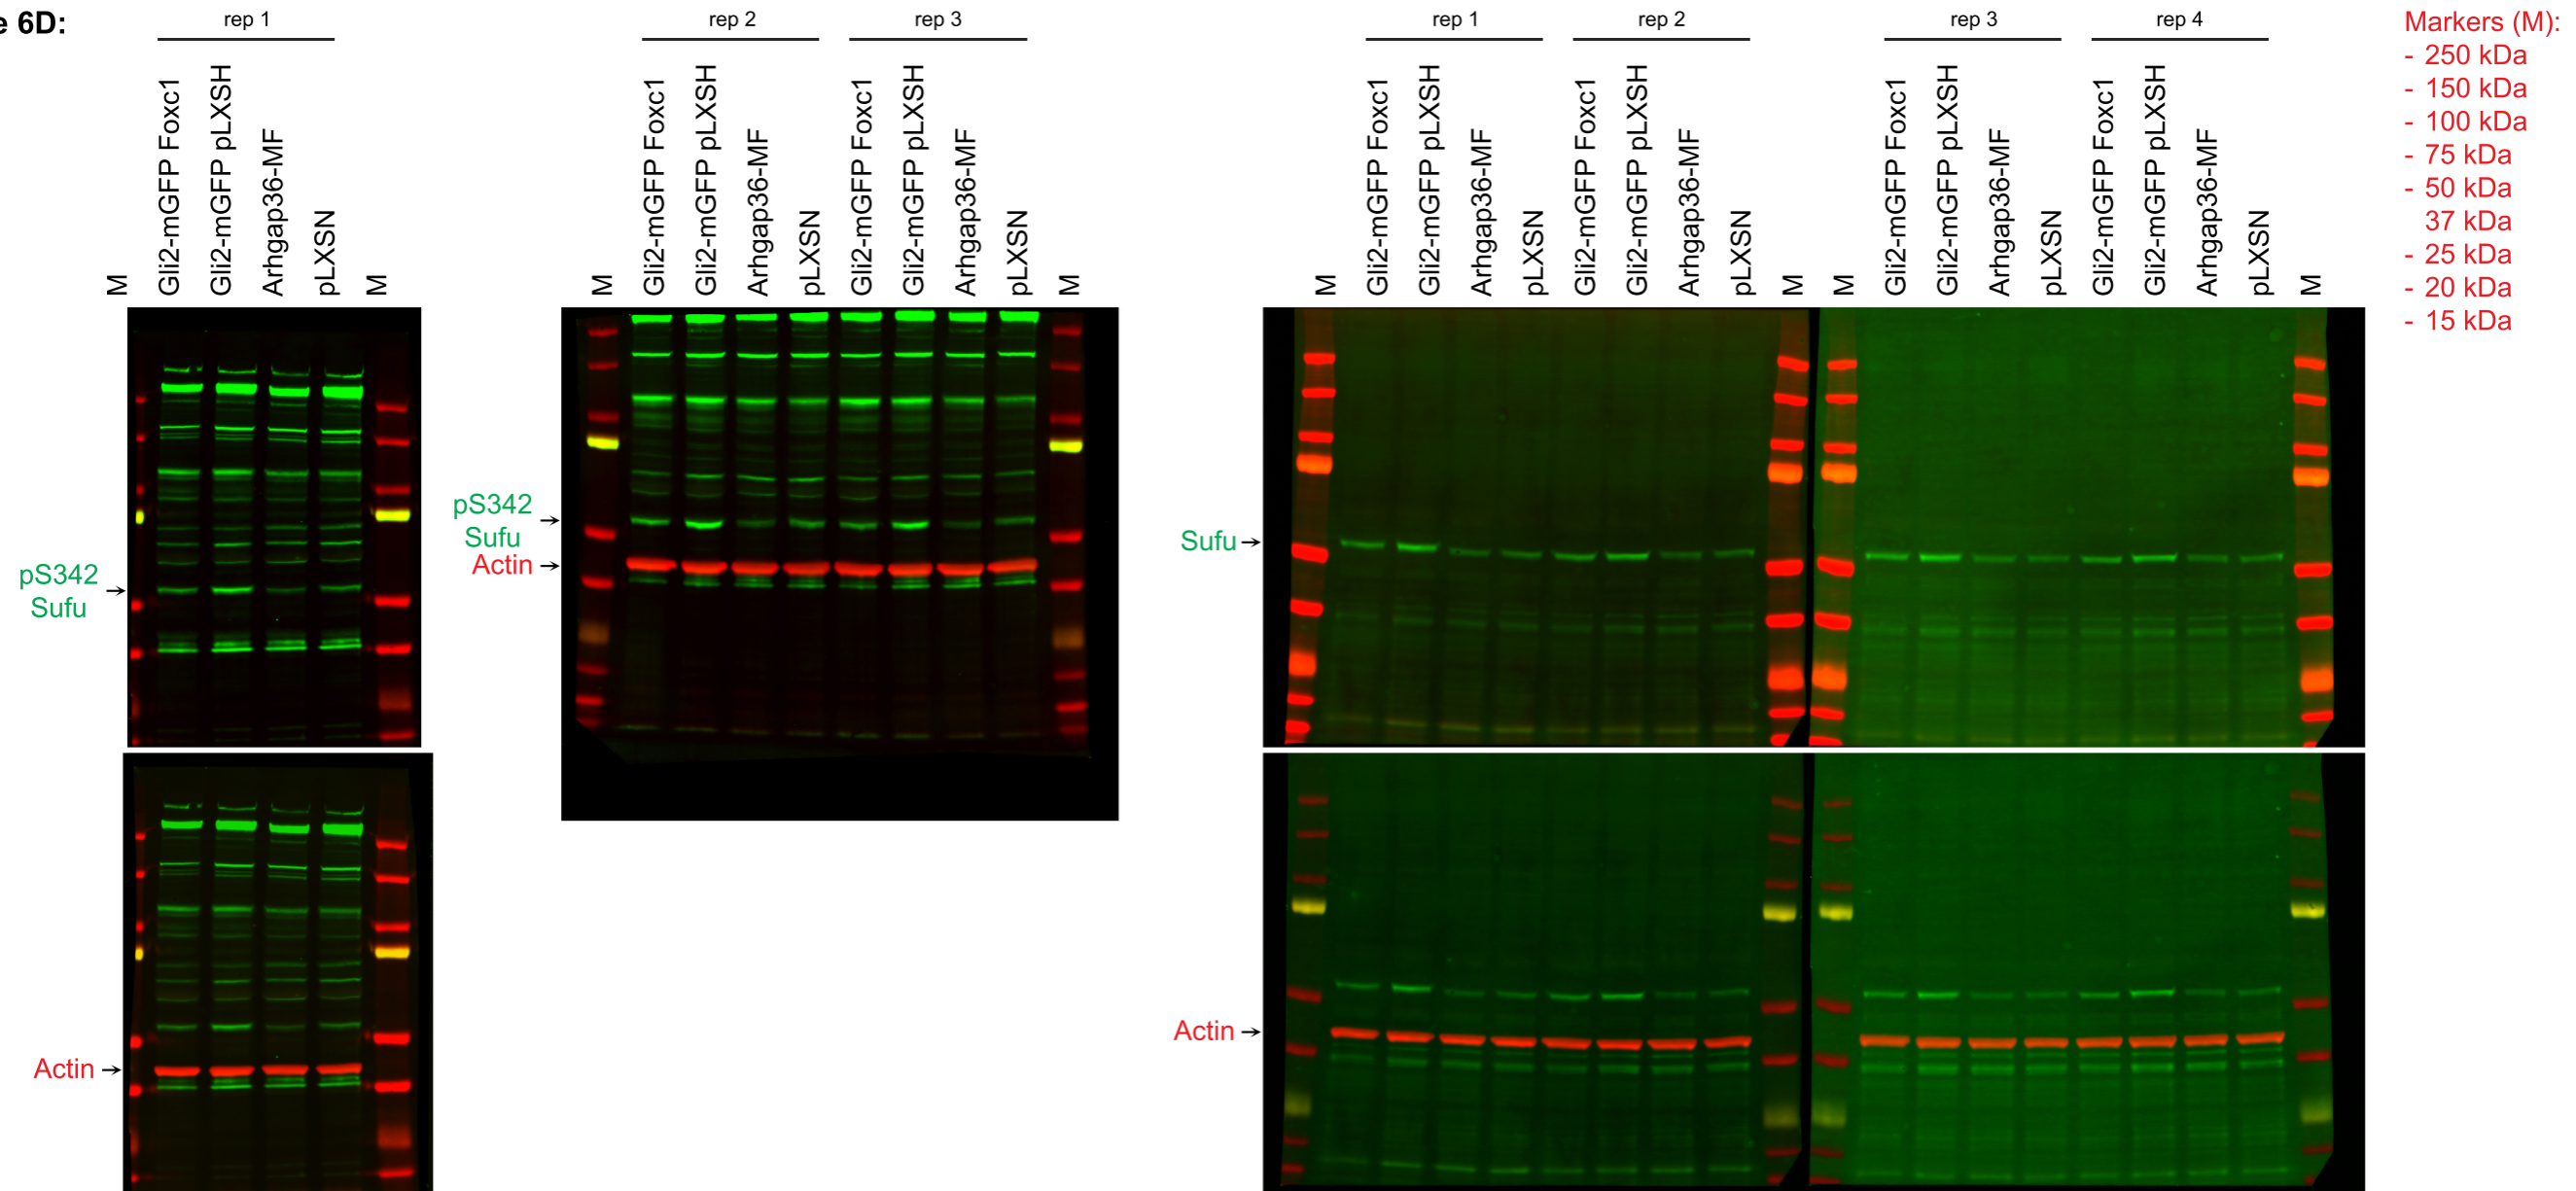 e 6D:
rep 1
rep 2
rep 3
rep 1
rep 2
rep 3
rep 4
M
Gli2-mGFP Foxc1
Gli2-mGFP pLXSH
Arhgap36-MF
pLXSN
M
M
Gli2-mGFP Foxc1
Gli2-mGFP pLXSH
Arhgap36-MF
pLXSN
Gli2-mGFP Foxc1
Gli2-mGFP pLXSH
Arhgap36-MF
pLXSN
M
M
Gli2-mGFP Foxc1
Gli2-mGFP pLXSH
Arhgap36-MF
pLXSN
Gli2-mGFP Foxc1
Gli2-mGFP pLXSH
Arhgap36-MF
pLXSN
M
M
Gli2-mGFP Foxc1
Gli2-mGFP pLXSH
Arhgap36-MF
pLXSN
Gli2-mGFP Foxc1
Gli2-mGFP pLXSH
Arhgap36-MF
pLXSN
M
Markers (M):
- 250 kDa
- 150 kDa
- 100 kDa
- 75 kDa
- 50 kDa
37 kDa
- 25 kDa
- 20 kDa
- 15 kDa
pS342
Sufu
Actin
pS342
Sufu
Actin
Sufu
Actin